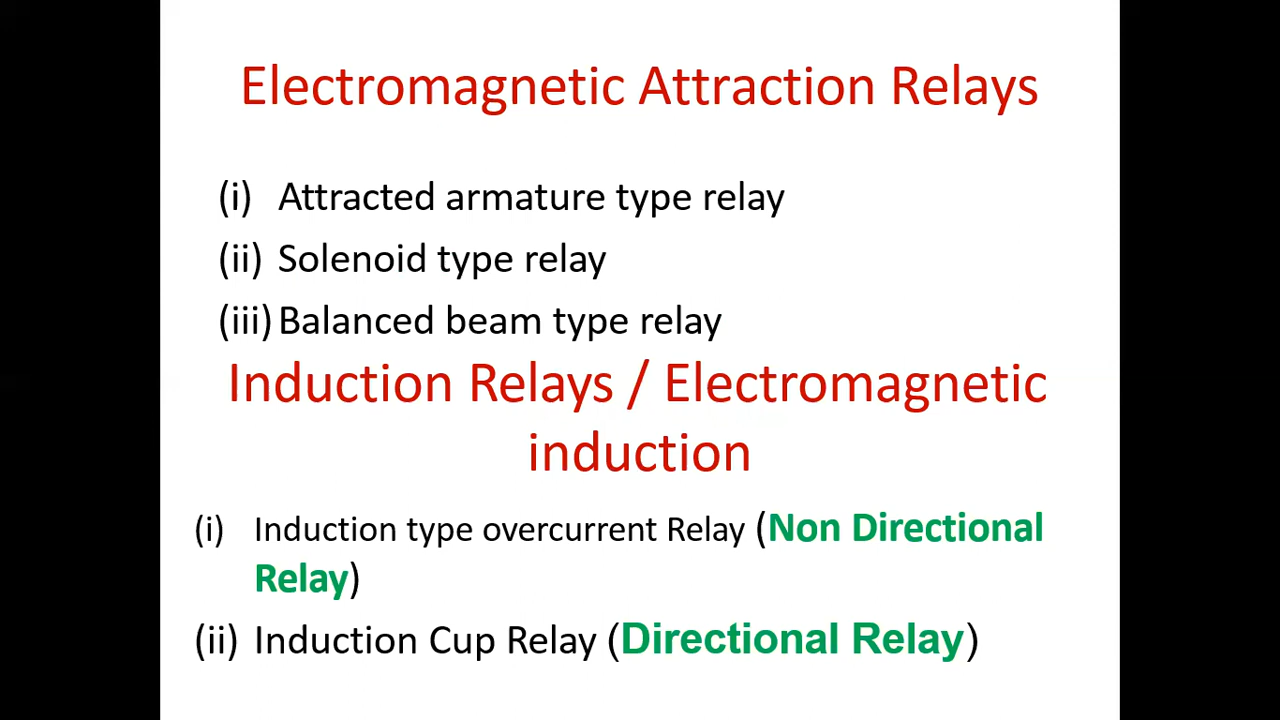 Electromagnetic Attraction Relays
(i) Attracted armature type relay
(ii) Solenoid type relay
(iii) Balanced beam type relay
Induction Relays / Electromagnetic
induction
(i) Induction type overcurrent Relay (Non Directional
Relay)
(ii) Induction Cup Relay (Directional Relay)